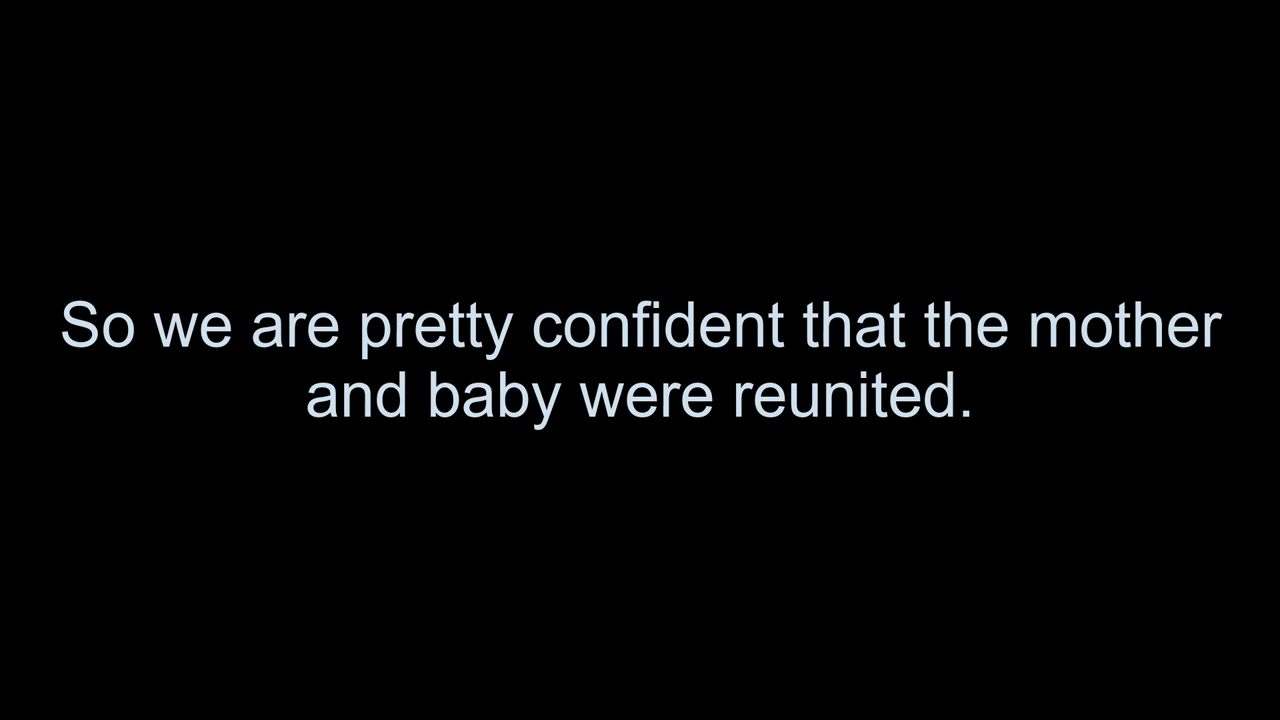 So we are pretty confident that the mother
and baby were reunited.